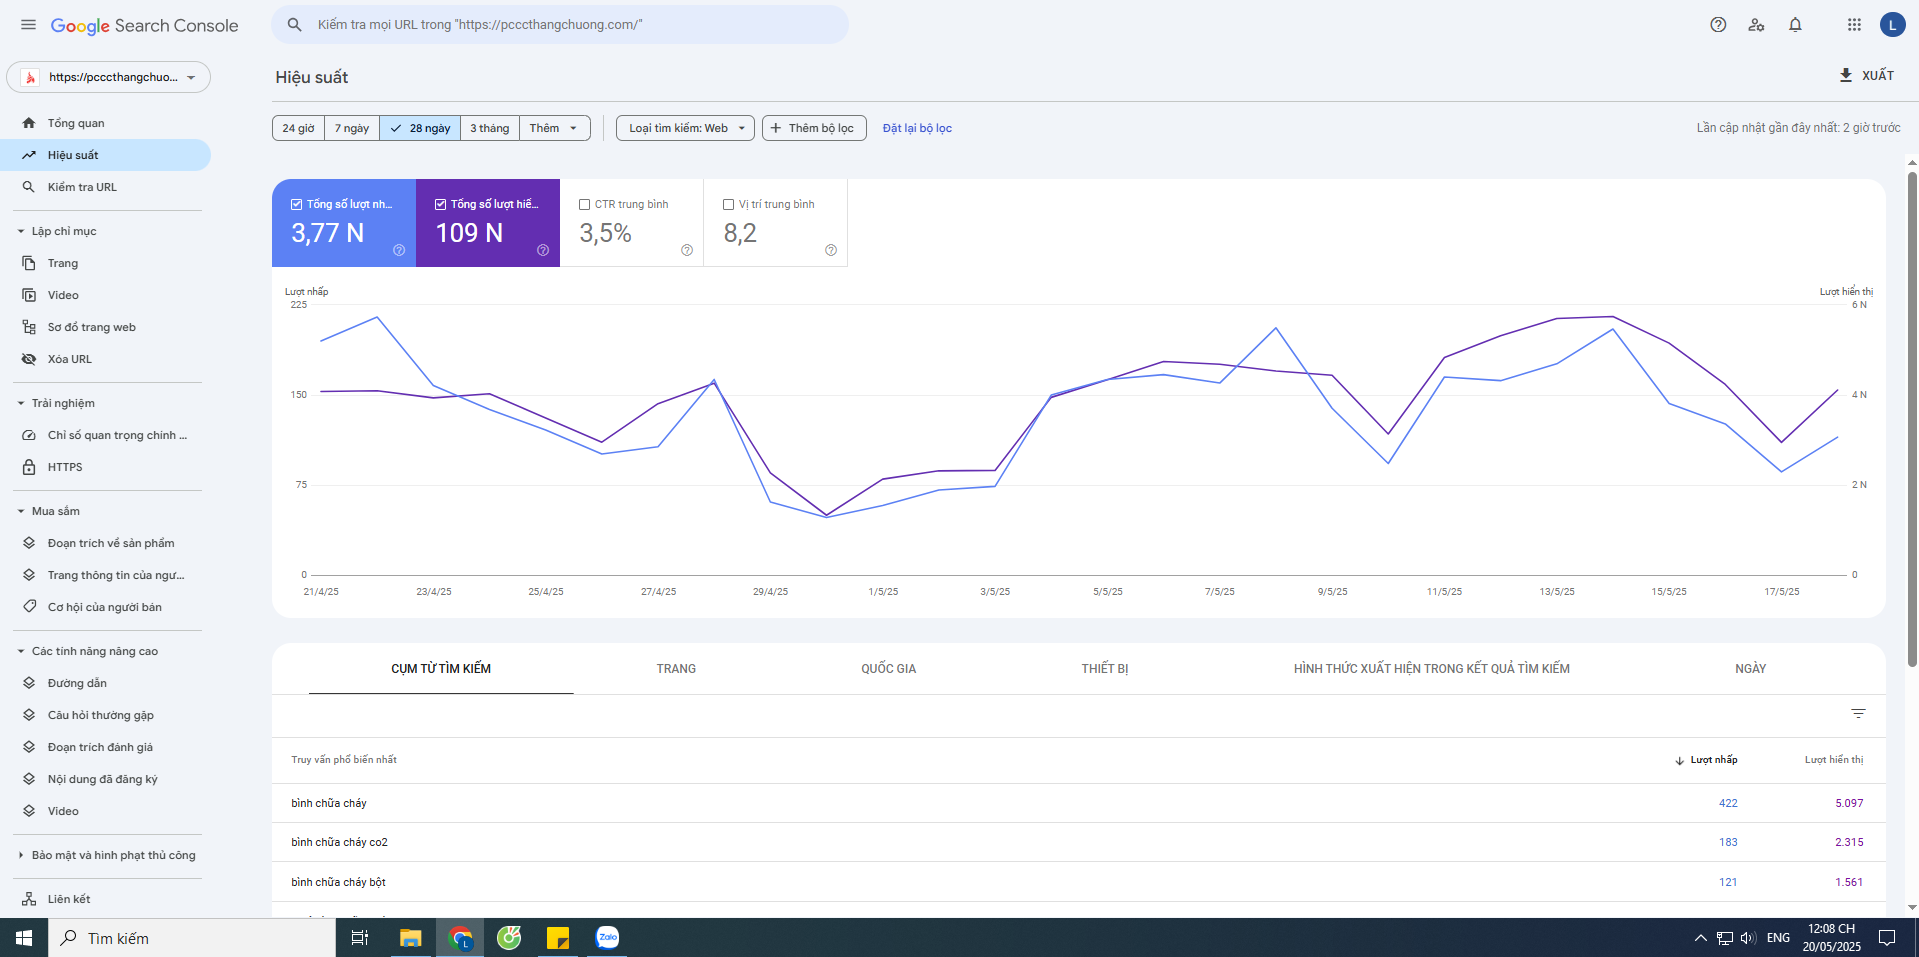 Google Search Console
Kiểm tra mọi URL trong "https://pcccthangchuong.com/"
L
https://pcccthangchuo...
Hiệu suất
XUẤT
24 giờ
7 ngày
28 ngày
3 tháng
Thêm
Loại tìm kiếm: Web
Thêm bộ lọc
Đặt lại bộ lọc
Lần cập nhật gần đây nhất: 2 giờ trước
Tổng quan
Hiệu suất
Kiểm tra URL
Lập chỉ mục
Trang
Video
Sơ đồ trang web
Xóa URL
Trải nghiệm
Chỉ số quan trọng chính ...
HTTPS
Mua sắm
Đoạn trích về sản phẩm
Trang thông tin của ngư...
Cơ hội của người bán
Các tính năng nâng cao
Đường dẫn
Câu hỏi thường gặp
Đoạn trích đánh giá
Nội dung đã đăng ký
Video
Bảo mật và hình phạt thủ công
Liên kết
Tổng số lượt nh...
3,77 N
Tổng số lượt hiể...
109 N
CTR trung bình
3,5%
Vị trí trung bình
8,2
Lượt nhấp
Lượt hiển thị
225
6 N
150
4 N
75
2 N
0
0
21/4/25
23/4/25
25/4/25
27/4/25
29/4/25
1/5/25
3/5/25
5/5/25
7/5/25
9/5/25
11/5/25
13/5/25
15/5/25
17/5/25
CỤM TỪ TÌM KIẾM
TRANG
QUỐC GIA
THIẾT BỊ
HÌNH THỨC XUẤT HIỆN TRONG KẾT QUẢ TÌM KIẾM
NGÀY
Truy vấn phổ biến nhất
Lượt nhấp
Lượt hiển thị
bình chữa cháy
422
5.097
bình chữa cháy co2
183
2.315
bình chữa cháy bột
121
1.561
Tìm kiếm
L
Zalo
ENG
12:08 CH
20/05/2025